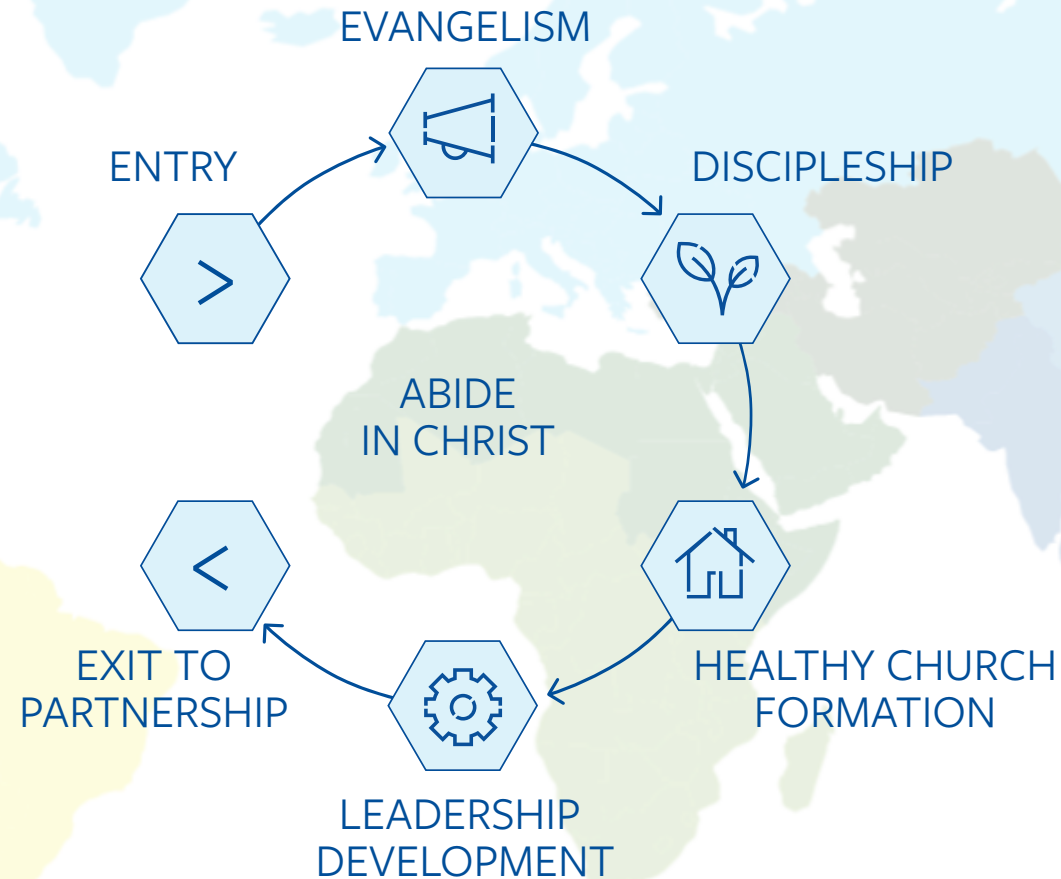 EVANGELISM
ENTRY
DISCIPLESHIP
ABIDE
IN CHRIST
HEALTHY CHURCH
FORMATION
LEADERSHIP
DEVELOPMENT
EXIT TO
PARTNERSHIP